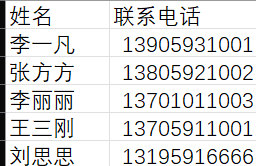 姓名 联系电话
李一凡 13905931001
张方方 13805921002
李丽丽 13701011003
王三刚 13705911001
刘思思 13195916666